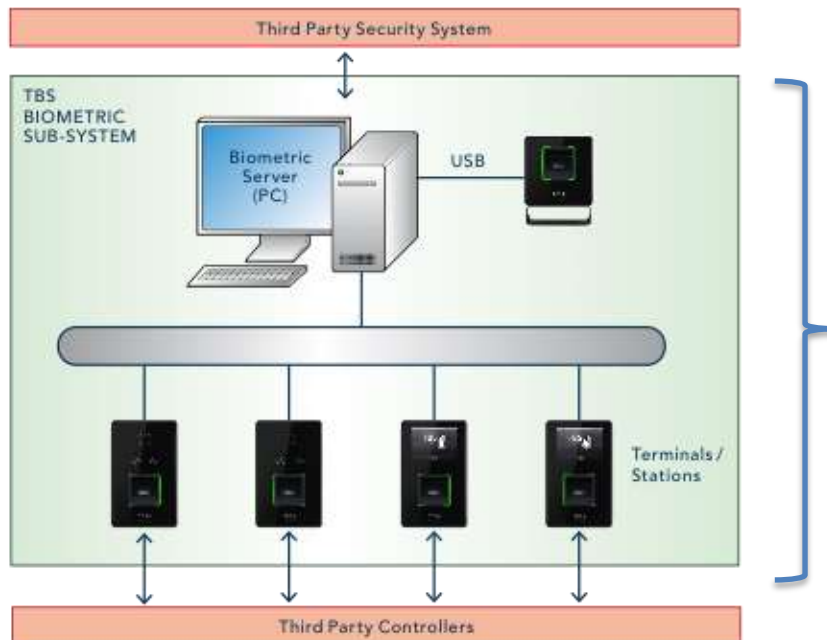 Third Party Security System
TBS
BIOMETRIC
SUB-SYSTEM
Biometric
Server
(PC)
USB
Terminals /
Stations
Third Party Controllers